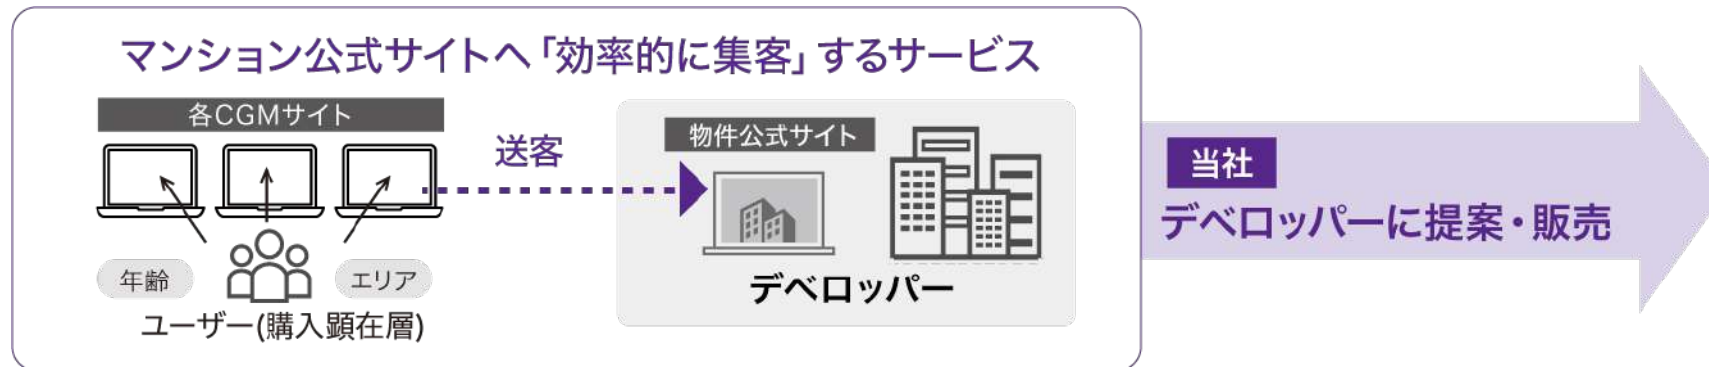 マンション公式サイトへ「効率的に集客」するサービス
各CGMサイト
送客
物件公式サイト
年齢
エリア
ユーザー(購入顕在層)
デベロッパー
当社
デベロッパーに提案・販売